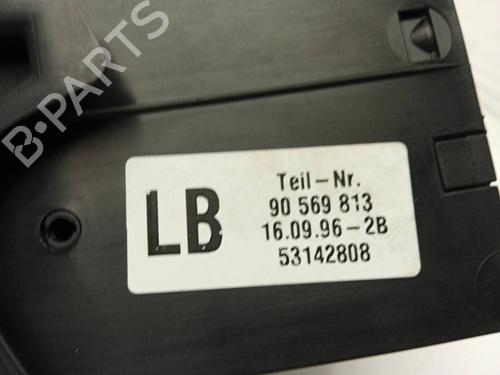 B-PARTS
LB
Teil-Nr.
90 569 813
16.09.96-2B
53142808